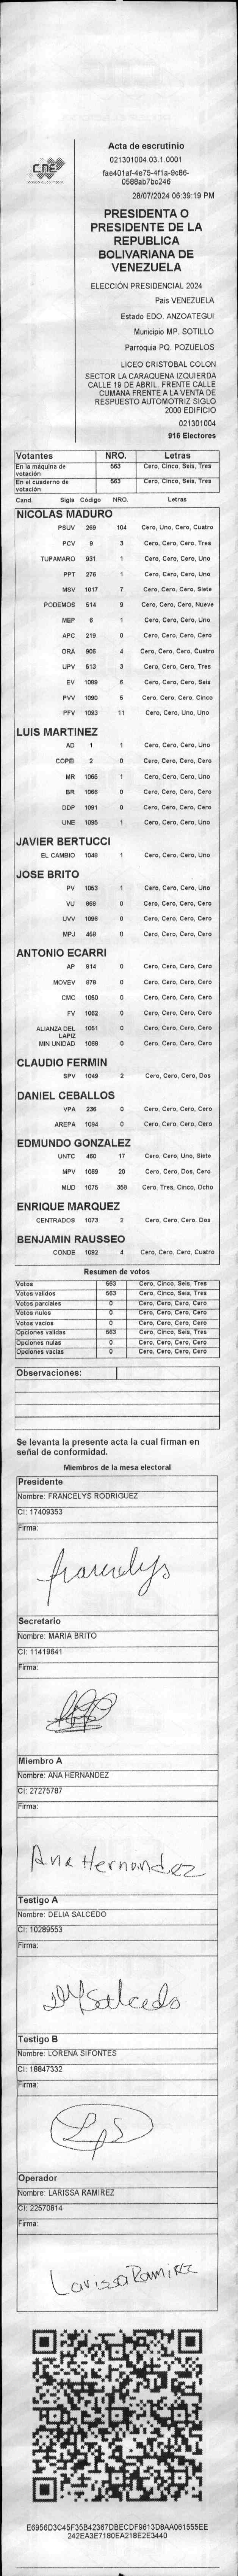 CNE
Acta de escrutinio
021301004.03.1.0001
fae401af-4e75-4f1a-9c86-
0586ab7bc246
28/07/2024 06:39:19 PM
PRESIDENTA O
PRESIDENTE DE LA
REPUBLICA
BOLIVARIANA DE
VENEZUELA
ELECCIÓN PRESIDENCIAL 2024
Pais VENEZUELA
Estado EDO. ANZOATEGUI
Municipio MP. SOTILLO
Parroquia PQ. POZUELOS
LICEO CRISTOBAL COLON
SECTOR LA CARAQUENA IZQUIERDA
CALLE 19 DE ABRIL. FRENTE CALLE
CUMANA FRENTE A LA VENTA DE
RESPUESTO AUTOMOTRIZ SIGLO
2000 EDIFICIO
021301004
916 Electores
Votantes NRO. Letras
En la máquina de votación 563 Cero, Cinco, Seis, Tres
En el cuaderno de votación 563 Cero, Cinco, Seis, Tres
Cand. Sigla Código NRO. Letras
NICOLAS MADURO
PSUV 269 104 Cero, Uno, Cero, Cuatro
PCV 9 3 Cero, Cero, Cero, Tres
TUPAMARO 931 1 Cero, Cero, Cero, Uno
PPT 276 1 Cero, Cero, Cero, Uno
MSV 1017 7 Cero, Cero, Cero, Siete
PODEMOS 514 9 Cero, Cero, Cero, Nueve
MEP 6 1 Cero, Cero, Cero, Uno
APC 219 0 Cero, Cero, Cero, Cero
ORA 906 4 Cero, Cero, Cero, Cuatro
UPV 513 3 Cero, Cero, Cero, Tres
EV 1089 6 Cero, Cero, Cero, Seis
PVV 1090 5 Cero, Cero, Cero, Cinco
PFV 1093 11 Cero, Cero, Uno, Uno
LUIS MARTINEZ
AD 1 1 Cero, Cero, Cero, Uno
COPEI 2 0 Cero, Cero, Cero, Cero
MR 1055 1 Cero, Cero, Cero, Uno
BR 1066 0 Cero, Cero, Cero, Cero
DDP 1091 0 Cero, Cero, Cero, Cero
UNE 1095 1 Cero, Cero, Cero, Uno
JAVIER BERTUCCI
EL CAMBIO 1048 1 Cero, Cero, Cero, Uno
JOSE BRITO
PV 1053 1 Cero, Cero, Cero, Uno
VU 968 0 Cero, Cero, Cero, Cero
UVV 1096 0 Cero, Cero, Cero, Cero
MPJ 458 0 Cero, Cero, Cero, Cero
ANTONIO ECARRI
AP 814 0 Cero, Cero, Cero, Cero
MOVEV 878 0 Cero, Cero, Cero, Cero
CMC 1050 0 Cero, Cero, Cero, Cero
FV 1062 0 Cero, Cero, Cero, Cero
ALIANZA DEL LAPIZ 1051 0 Cero, Cero, Cero, Cero
MIN UNIDAD 1069 0 Cero, Cero, Cero, Cero
CLAUDIO FERMIN
SPV 1049 2 Cero, Cero, Cero, Dos
DANIEL CEBALLOS
VPA 236 0 Cero, Cero, Cero, Cero
AREPA 1094 0 Cero, Cero, Cero, Cero
EDMUNDO GONZALEZ
UNTC 460 17 Cero, Cero, Uno, Siete
MPV 1069 20 Cero, Cero, Dos, Cero
MUD 1075 358 Cero, Tres, Cinco, Ocho
ENRIQUE MARQUEZ
CENTRADOS 1073 2 Cero, Cero, Cero, Dos
BENJAMIN RAUSSEO
CONDE 1092 4 Cero, Cero, Cero, Cuatro
Resumen de votos
Votos 563 Cero, Cinco, Seis, Tres
Votos validos 563 Cero, Cinco, Seis, Tres
Votos parciales 0 Cero, Cero, Cero, Cero
Votos nulos 0 Cero, Cero, Cero, Cero
Votos vacios 0 Cero, Cero, Cero, Cero
Opciones validas 563 Cero, Cinco, Seis, Tres
Opciones nulas 0 Cero, Cero, Cero, Cero
Opciones vacias 0 Cero, Cero, Cero, Cero
Observaciones:
Se levanta la presente acta la cual firman en
señal de conformidad.
Miembros de la mesa electoral
Presidente
Nombre: FRANCELYS RODRIGUEZ
CI: 17409353
Firma:
francelys
Secretario
Nombre: MARIA BRITO
CI: 11419641
Firma:
Miembro A
Nombre: ANA HERNANDEZ
CI: 27275787
Firma:
Ana Hernandez
Testigo A
Nombre: DELIA SALCEDO
CI: 10289553
Firma:
Salcedo
Testigo B
Nombre: LORENA SIFONTES
CI: 18847332
Firma:
Operador
Nombre: LARISSA RAMIREZ
CI: 22570814
Firma:
Larissa Ramirez
E6956D3C45F35B42367DBECDF9613D8AA061555EE
242EA3E7180EA218E2E3440